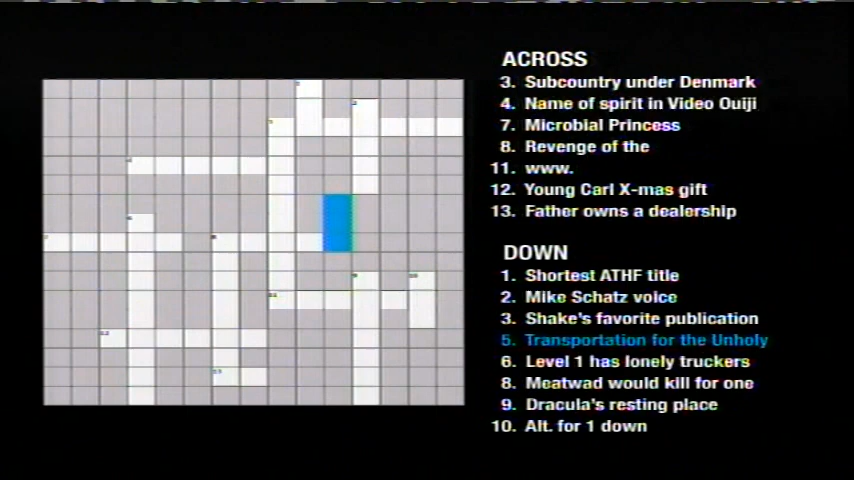 ACROSS
3. Subcountry under Denmark
4. Name of spirit in Video Ouiji
7. Microbial Princess
8. Revenge of the
11. www.
12. Young Carl X-mas gift
13. Father owns a dealership
DOWN
1. Shortest ATHF title
2. Mike Schatz voice
3. Shake's favorite publication
5. Transportation for the Unholy
6. Level 1 has lonely truckers
8. Meatwad would kill for one
9. Dracula's resting place
10. Alt. for 1 down